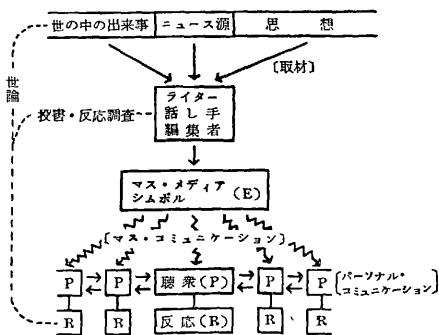 世の中の出来事 ニュース源 思想
〔取材〕
世論
投書・反応調査
ライター
話し手
編集者
マス・メディア
シムボル (E)
〔マス・コミュニケーション〕
P P 聴衆(P) P P
〔パーソナル・
コミュニケーション〕
R R 反応(R) R R